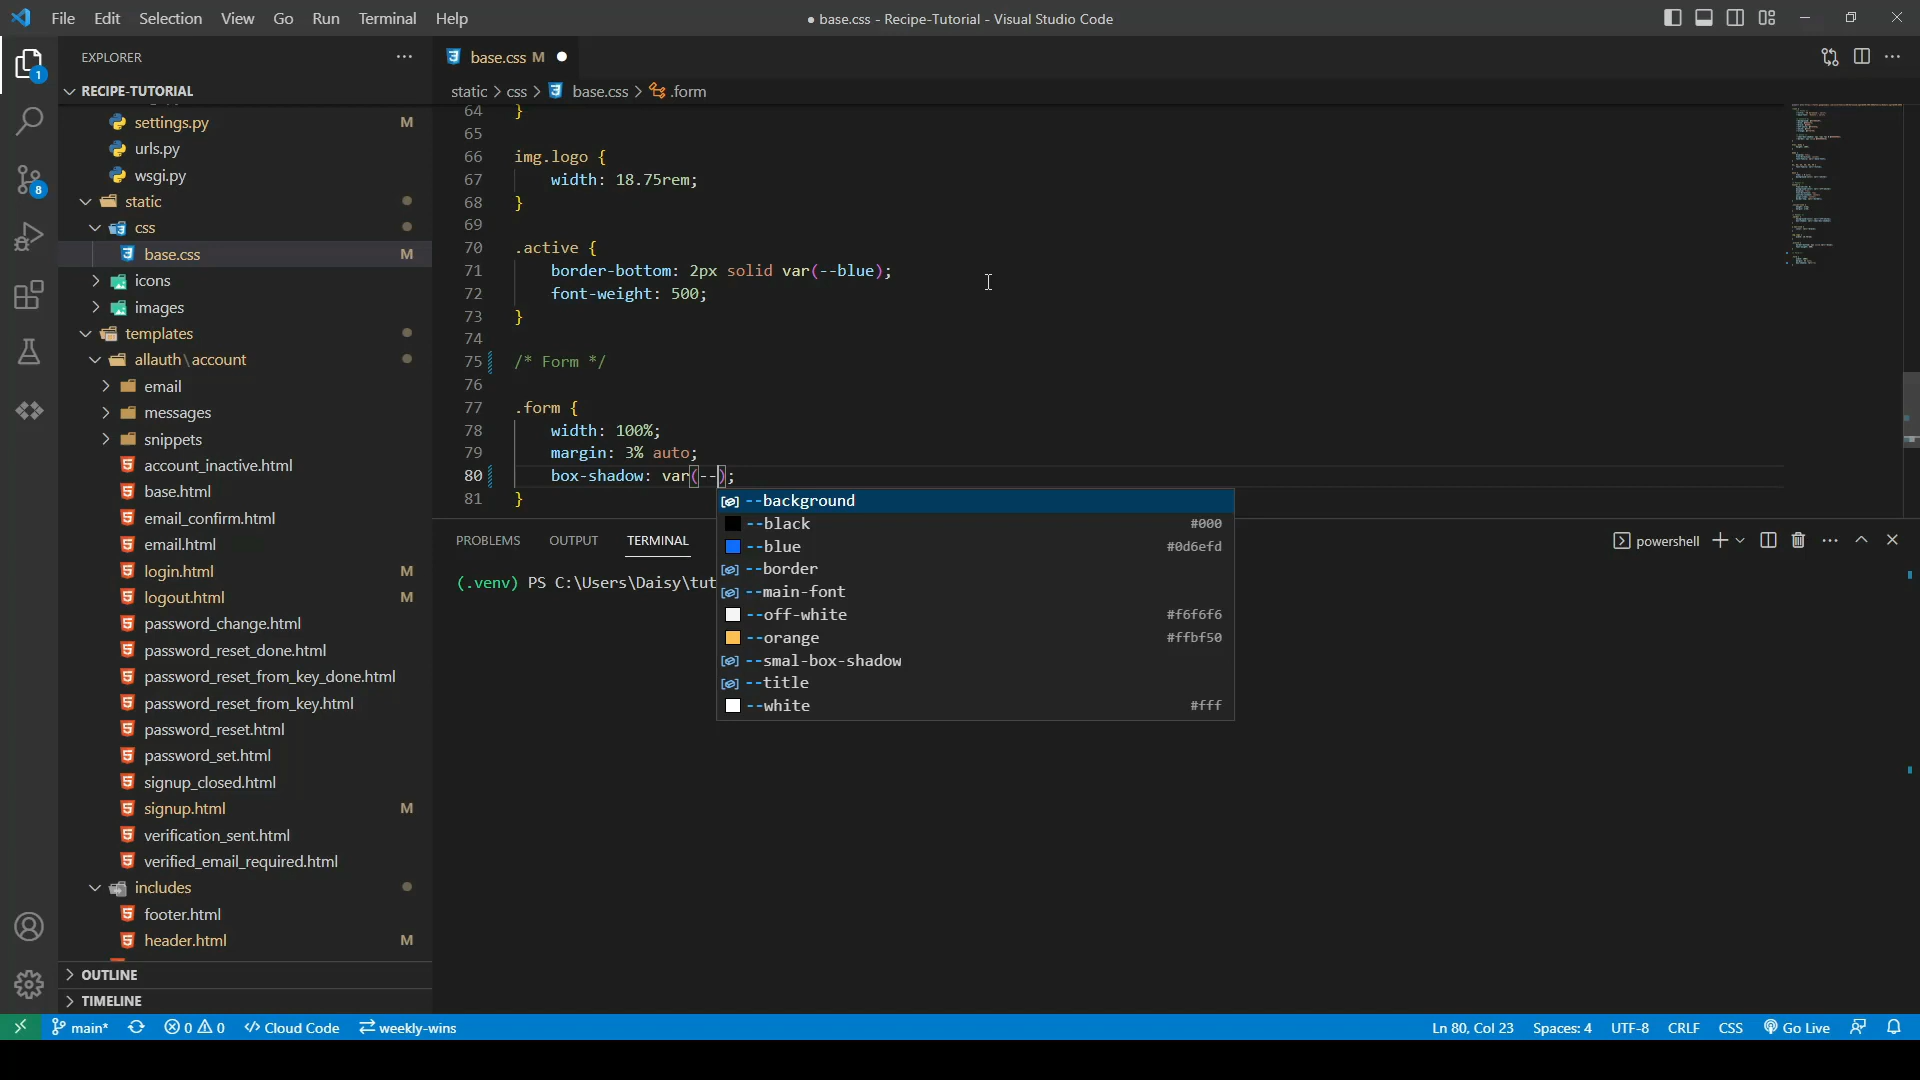 File Edit Selection View Go Run Terminal Help
● base.css - Recipe-Tutorial - Visual Studio Code
EXPLORER
RECIPE-TUTORIAL
settings.py M
urls.py
wsgi.py
static
css
base.css M
icons
images
templates
allauth\account
email
messages
snippets
account_inactive.html
base.html
email_confirm.html
email.html
login.html M
logout.html M
password_change.html
password_reset_done.html
password_reset_from_key_done.html
password_reset_from_key.html
password_reset.html
password_set.html
signup_closed.html
signup.html M
verification_sent.html
verified_email_required.html
includes
footer.html
header.html M
OUTLINE
TIMELINE
1
8
base.css M
static > css > base.css > .form
64 }
65
66 img.logo {
67 width: 18.75rem;
68 }
69
70 .active {
71 border-bottom: 2px solid var(--blue);
72 font-weight: 500;
73 }
74
75 /* Form */
76
77 .form {
78 width: 100%;
79 margin: 3% auto;
80 box-shadow: var(--);
81 }
--background
--black #000
--blue #0d6efd
--border
--main-font
--off-white #f6f6f6
--orange #ffbf50
--smal-box-shadow
--title
--white #fff
PROBLEMS OUTPUT TERMINAL
powershell
(.venv) PS C:\Users\Daisy\tut
main* 0 0 Cloud Code weekly-wins
Ln 80, Col 23 Spaces: 4 UTF-8 CRLF CSS Go Live